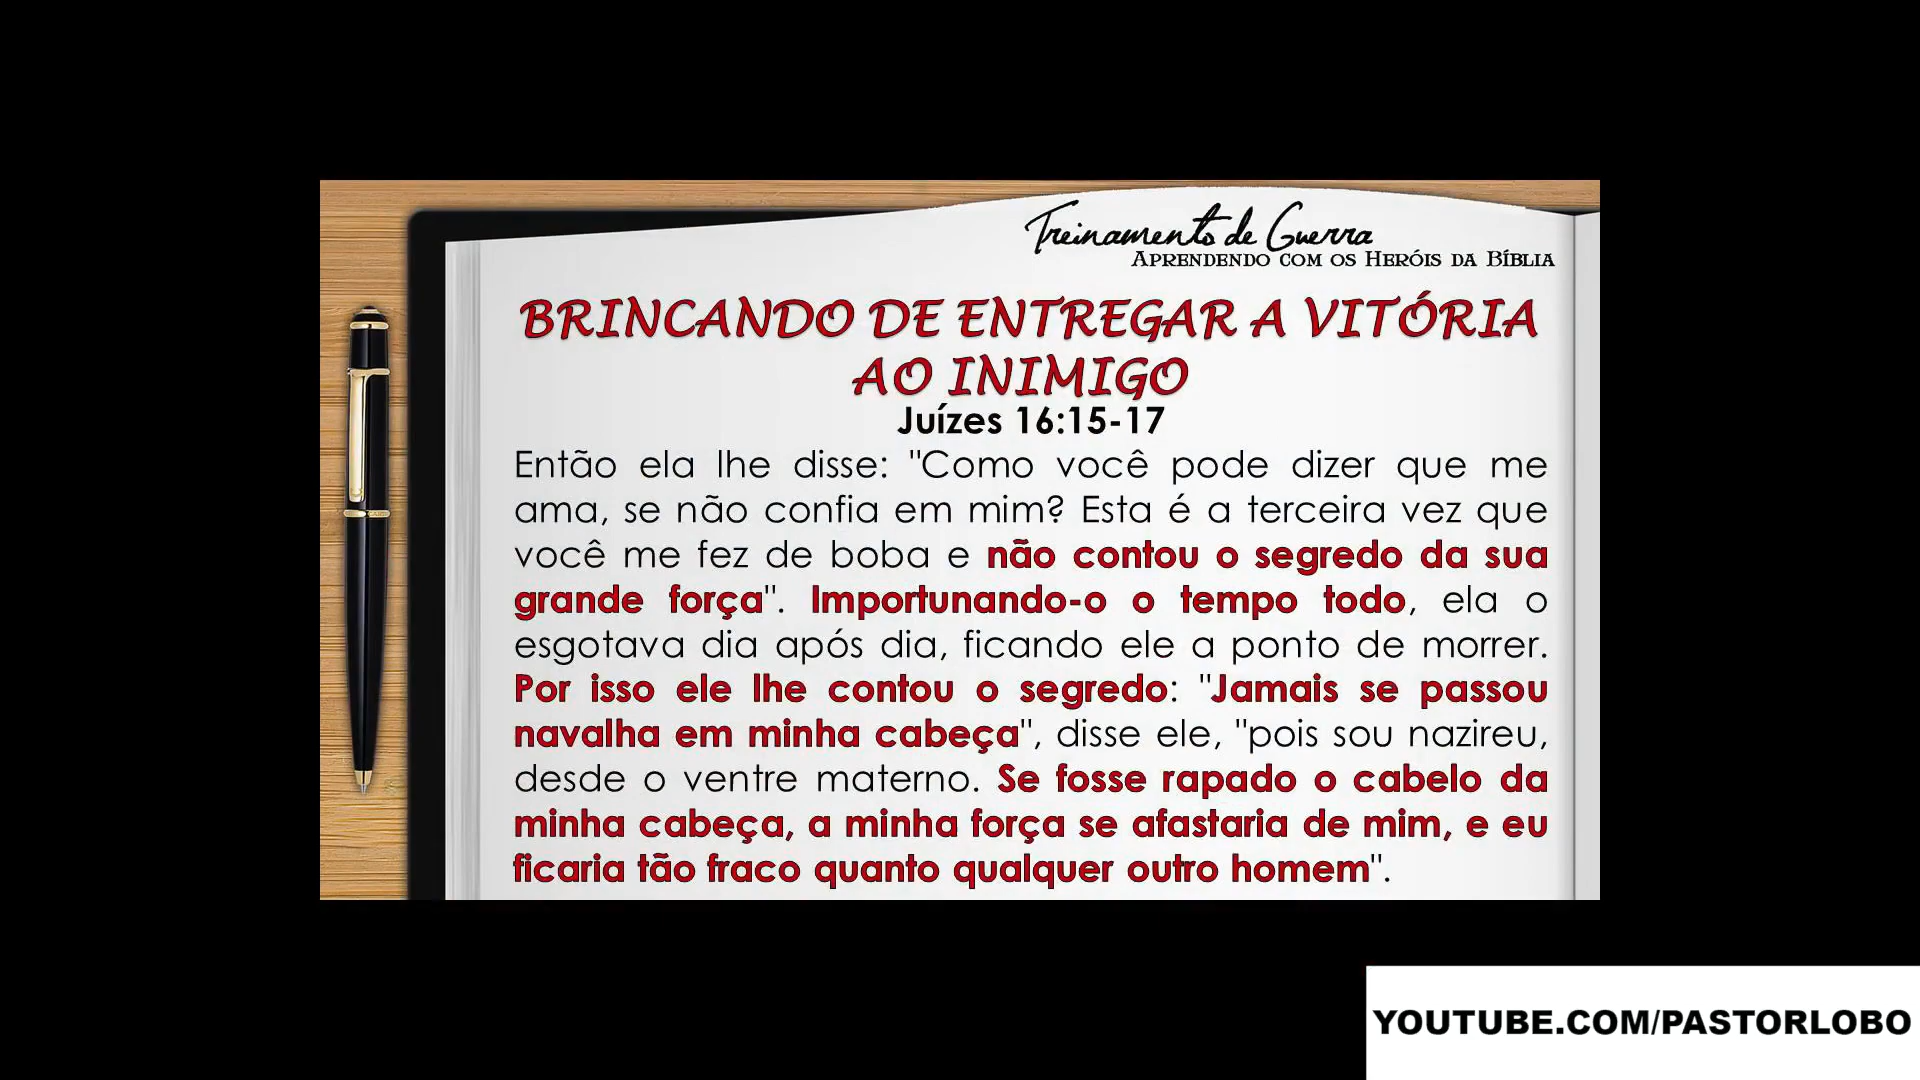 Treinamento de Guerra
Aprendendo com os Heróis da Bíblia
BRINCANDO DE ENTREGAR A VITÓRIA
AO INIMIGO
Juízes 16:15-17
Então ela lhe disse: "Como você pode dizer que me
ama, se não confia em mim? Esta é a terceira vez que
você me fez de boba e não contou o segredo da sua
grande força". Importunando-o o tempo todo, ela o
esgotava dia após dia, ficando ele a ponto de morrer.
Por isso ele lhe contou o segredo: "Jamais se passou
navalha em minha cabeça", disse ele, "pois sou nazireu,
desde o ventre materno. Se fosse rapado o cabelo da
minha cabeça, a minha força se afastaria de mim, e eu
ficaria tão fraco quanto qualquer outro homem".
YOUTUBE.COM/PASTORLOBO